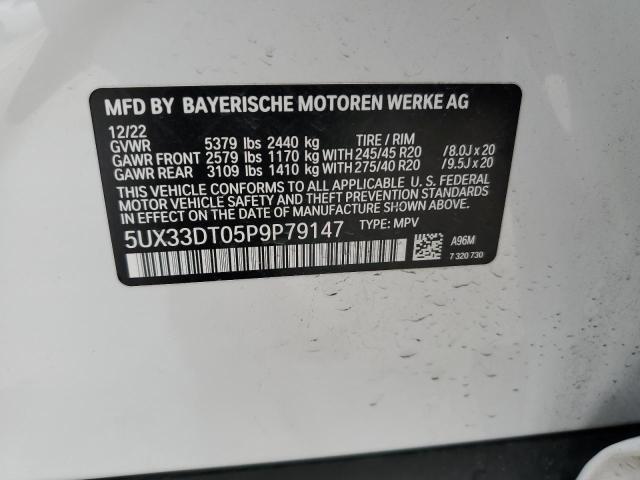 MFD BY BAYERISCHE MOTOREN WERKE AG
12/22
GVWR 5379 lbs 2440 kg TIRE / RIM
GAWR FRONT 2579 lbs 1170 kg WITH 245/45 R20 /8.0J x 20
GAWR REAR 3109 lbs 1410 kg WITH 275/40 R20 /9.5J x 20
THIS VEHICLE CONFORMS TO ALL APPLICABLE U. S. FEDERAL
MOTOR VEHICLE SAFETY AND THEFT PREVENTION STANDARDS
IN EFFECT ON THE DATE OF MANUFACTURE SHOWN ABOVE.
5UX33DT05P9P79147 TYPE: MPV
A96M
7 320 730